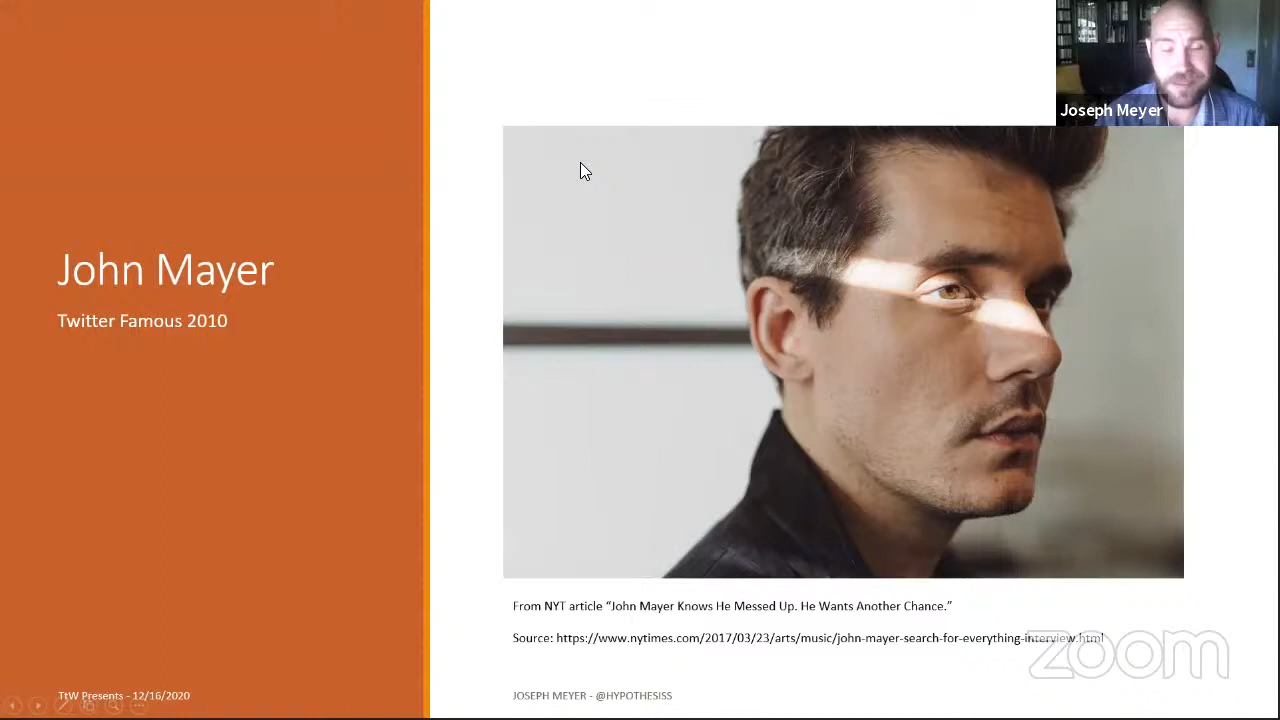 Joseph Meyer
John Mayer
Twitter Famous 2010
From NYT article “John Mayer Knows He Messed Up. He Wants Another Chance.”
Source: https://www.nytimes.com/2017/03/23/arts/music/john-mayer-search-for-everything-interview.html
zoom
TtW Presents - 12/16/2020
JOSEPH MEYER - @HYPOTHESISS